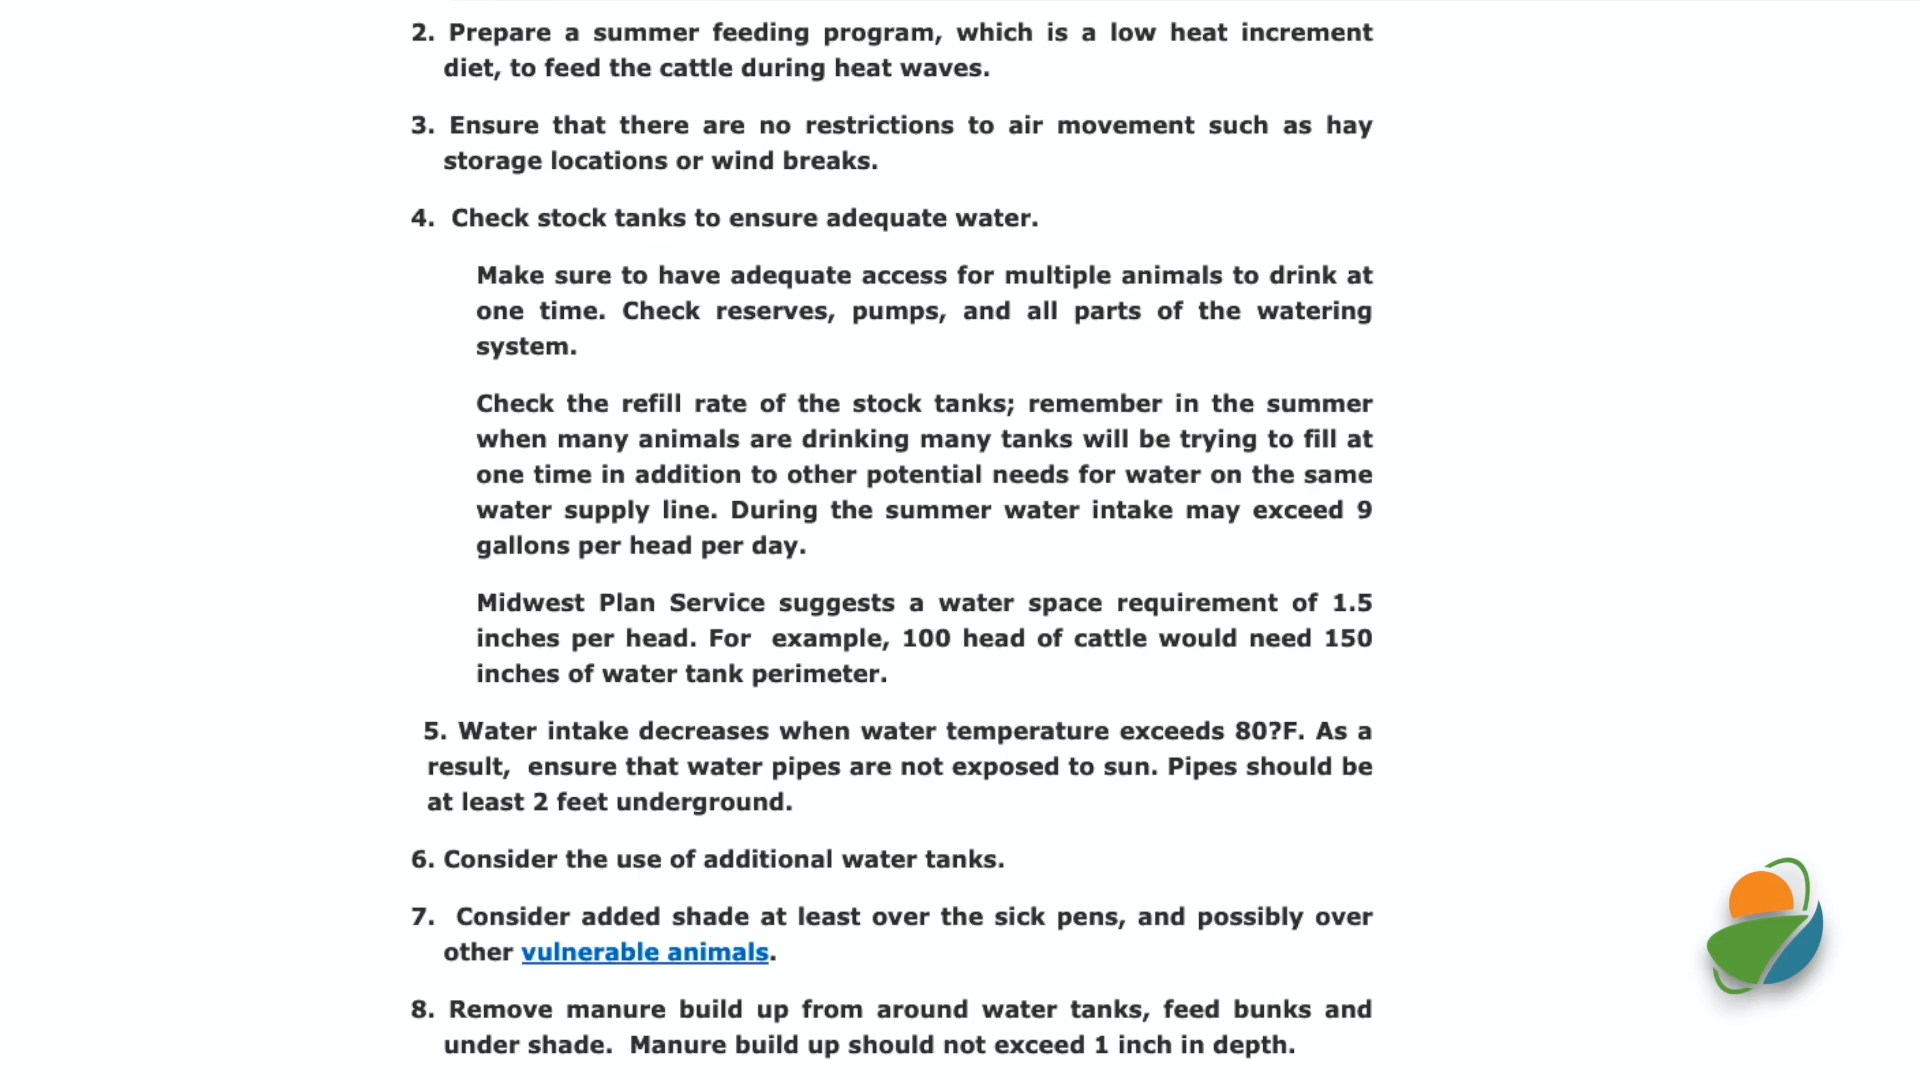 2. Prepare a summer feeding program, which is a low heat increment
diet, to feed the cattle during heat waves.
3. Ensure that there are no restrictions to air movement such as hay
storage locations or wind breaks.
4. Check stock tanks to ensure adequate water.
Make sure to have adequate access for multiple animals to drink at
one time. Check reserves, pumps, and all parts of the watering
system.
Check the refill rate of the stock tanks; remember in the summer
when many animals are drinking many tanks will be trying to fill at
one time in addition to other potential needs for water on the same
water supply line. During the summer water intake may exceed 9
gallons per head per day.
Midwest Plan Service suggests a water space requirement of 1.5
inches per head. For example, 100 head of cattle would need 150
inches of water tank perimeter.
5. Water intake decreases when water temperature exceeds 80?F. As a
result, ensure that water pipes are not exposed to sun. Pipes should be
at least 2 feet underground.
6. Consider the use of additional water tanks.
7. Consider added shade at least over the sick pens, and possibly over
other vulnerable animals.
8. Remove manure build up from around water tanks, feed bunks and
under shade. Manure build up should not exceed 1 inch in depth.